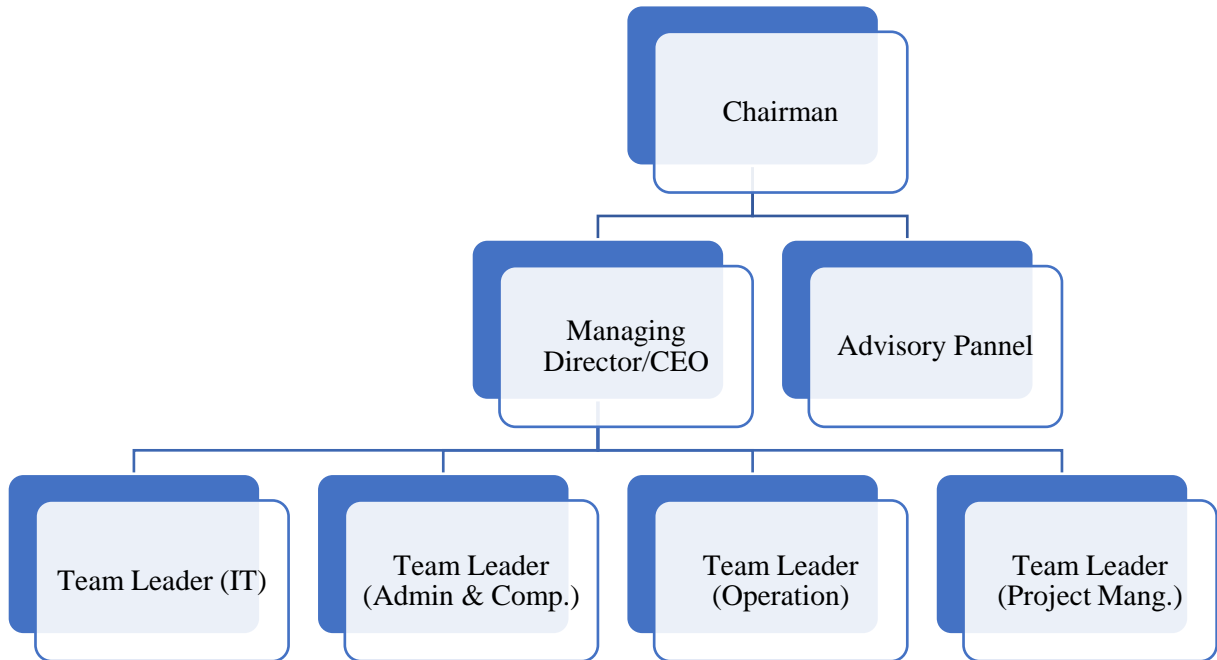 Chairman
Managing
Director/CEO
Advisory Pannel
Team Leader (IT)
Team Leader
(Admin & Comp.)
Team Leader
(Operation)
Team Leader
(Project Mang.)